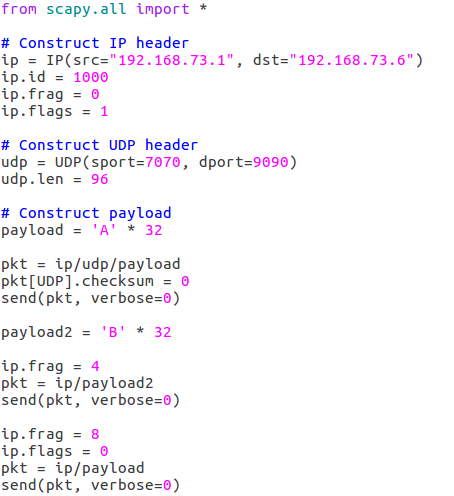 from scapy.all import *
# Construct IP header
ip = IP(src="192.168.73.1", dst="192.168.73.6")
ip.id = 1000
ip.frag = 0
ip.flags = 1
# Construct UDP header
udp = UDP(sport=7070, dport=9090)
udp.len = 96
# Construct payload
payload = 'A' * 32
pkt = ip/udp/payload
pkt[UDP].checksum = 0
send(pkt, verbose=0)
payload2 = 'B' * 32
ip.frag = 4
pkt = ip/payload2
send(pkt, verbose=0)
ip.frag = 8
ip.flags = 0
pkt = ip/payload
send(pkt, verbose=0)